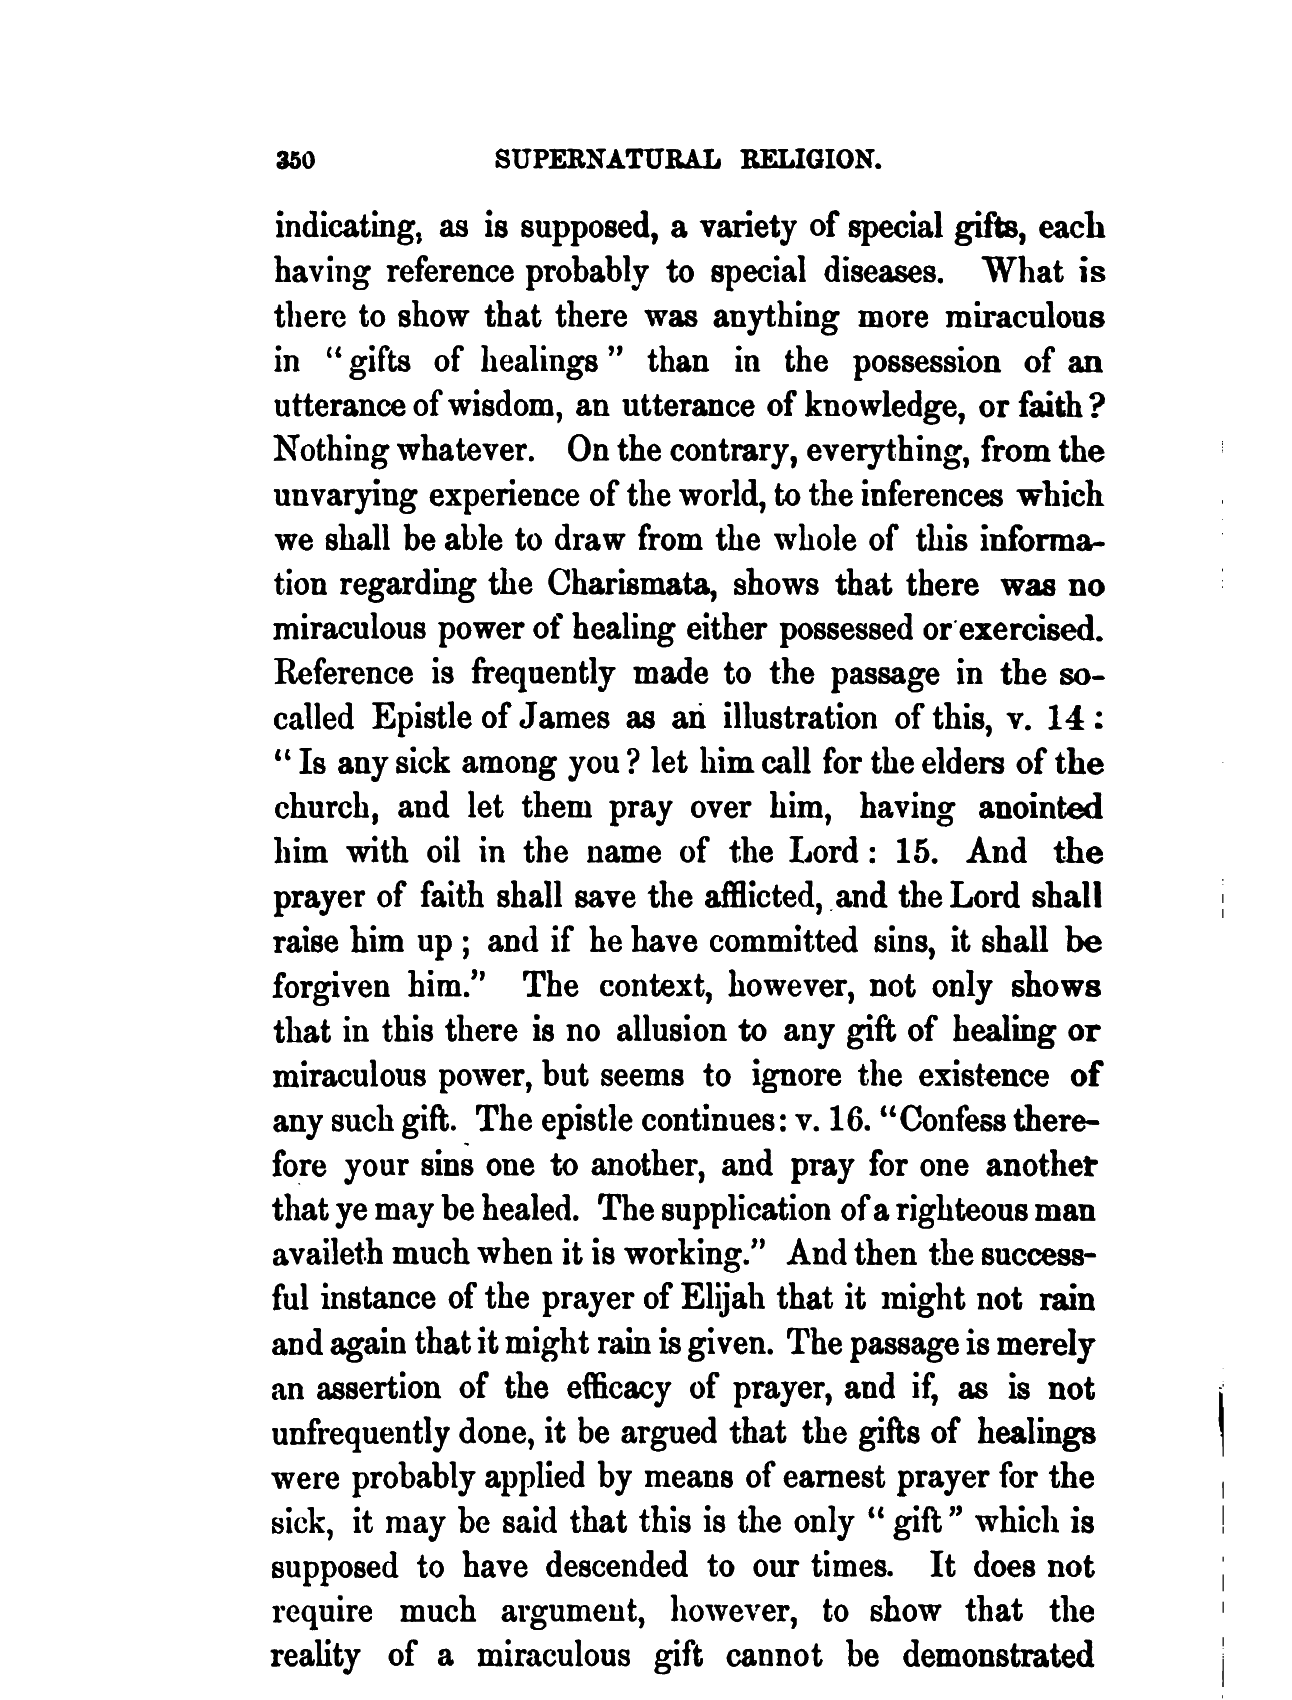 350 SUPERNATURAL RELIGION.
indicating, as is supposed, a variety of special gifts, each
having reference probably to special diseases. What is
there to show that there was anything more miraculous
in “gifts of healings” than in the possession of an
utterance of wisdom, an utterance of knowledge, or faith?
Nothing whatever. On the contrary, everything, from the
unvarying experience of the world, to the inferences which
we shall be able to draw from the whole of this informa-
tion regarding the Charismata, shows that there was no
miraculous power of healing either possessed or exercised.
Reference is frequently made to the passage in the so-
called Epistle of James as an illustration of this, v. 14:
“Is any sick among you? let him call for the elders of the
church, and let them pray over him, having anointed
him with oil in the name of the Lord: 15. And the
prayer of faith shall save the afflicted, and the Lord shall
raise him up; and if he have committed sins, it shall be
forgiven him.” The context, however, not only shows
that in this there is no allusion to any gift of healing or
miraculous power, but seems to ignore the existence of
any such gift. The epistle continues: v. 16. “Confess there-
fore your sins one to another, and pray for one another
that ye may be healed. The supplication of a righteous man
availeth much when it is working.” And then the success-
ful instance of the prayer of Elijah that it might not rain
and again that it might rain is given. The passage is merely
an assertion of the efficacy of prayer, and if, as is not
unfrequently done, it be argued that the gifts of healings
were probably applied by means of earnest prayer for the
sick, it may be said that this is the only “gift” which is
supposed to have descended to our times. It does not
require much argument, however, to show that the
reality of a miraculous gift cannot be demonstrated